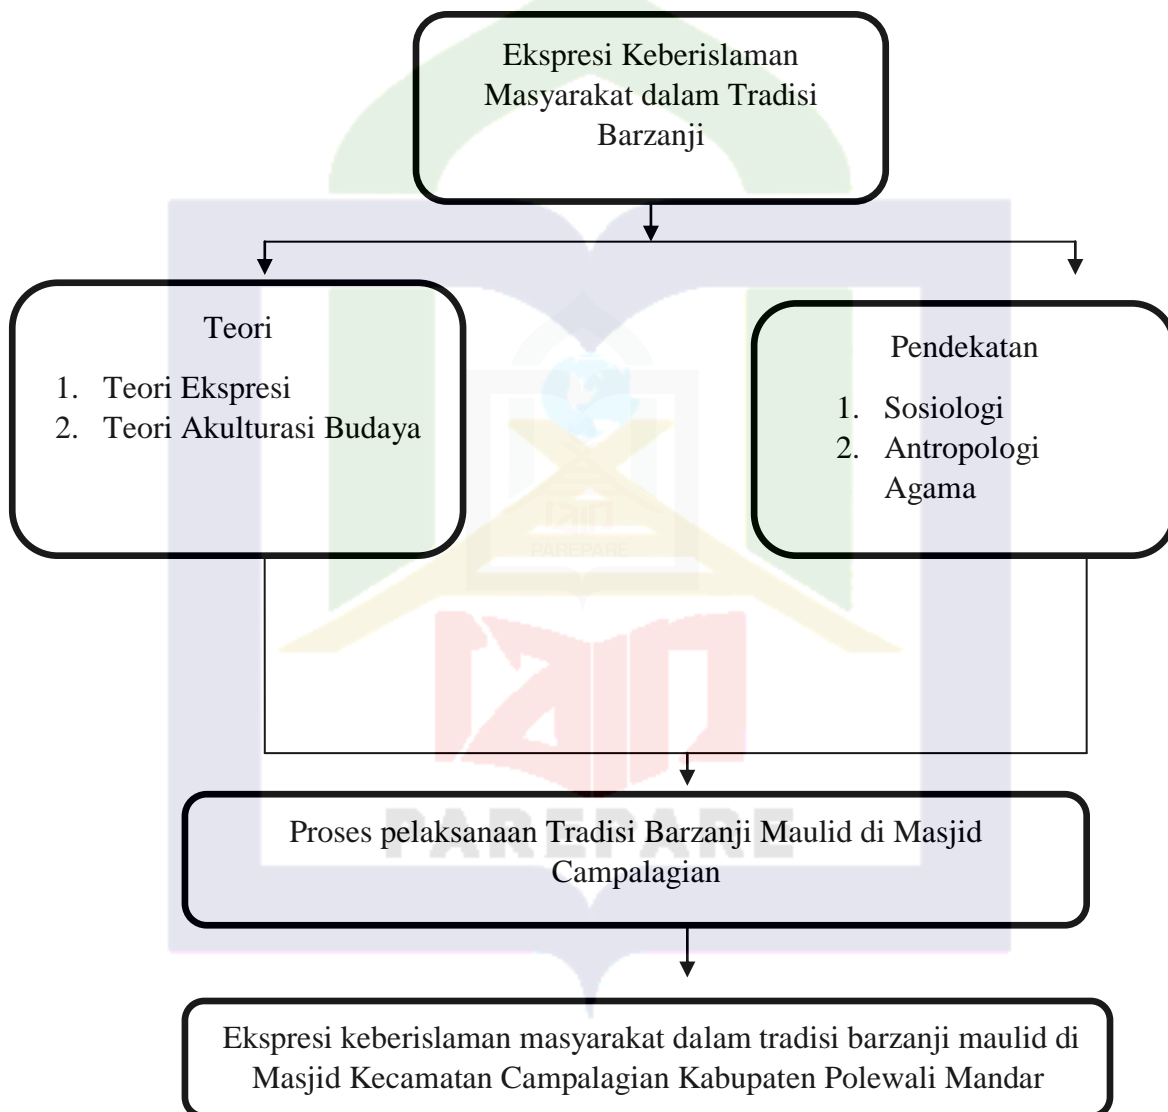 Ekspresi Keberislaman
Masyarakat dalam Tradisi
Barzanji
Teori
1. Teori Ekspresi
2. Teori Akulturasi Budaya
Pendekatan
1. Sosiologi
2. Antropologi
Agama
PAREPARE
PAREPARE
Proses pelaksanaan Tradisi Barzanji Maulid di Masjid
Campalagian
Ekspresi keberislaman masyarakat dalam tradisi barzanji maulid di
Masjid Kecamatan Campalagian Kabupaten Polewali Mandar